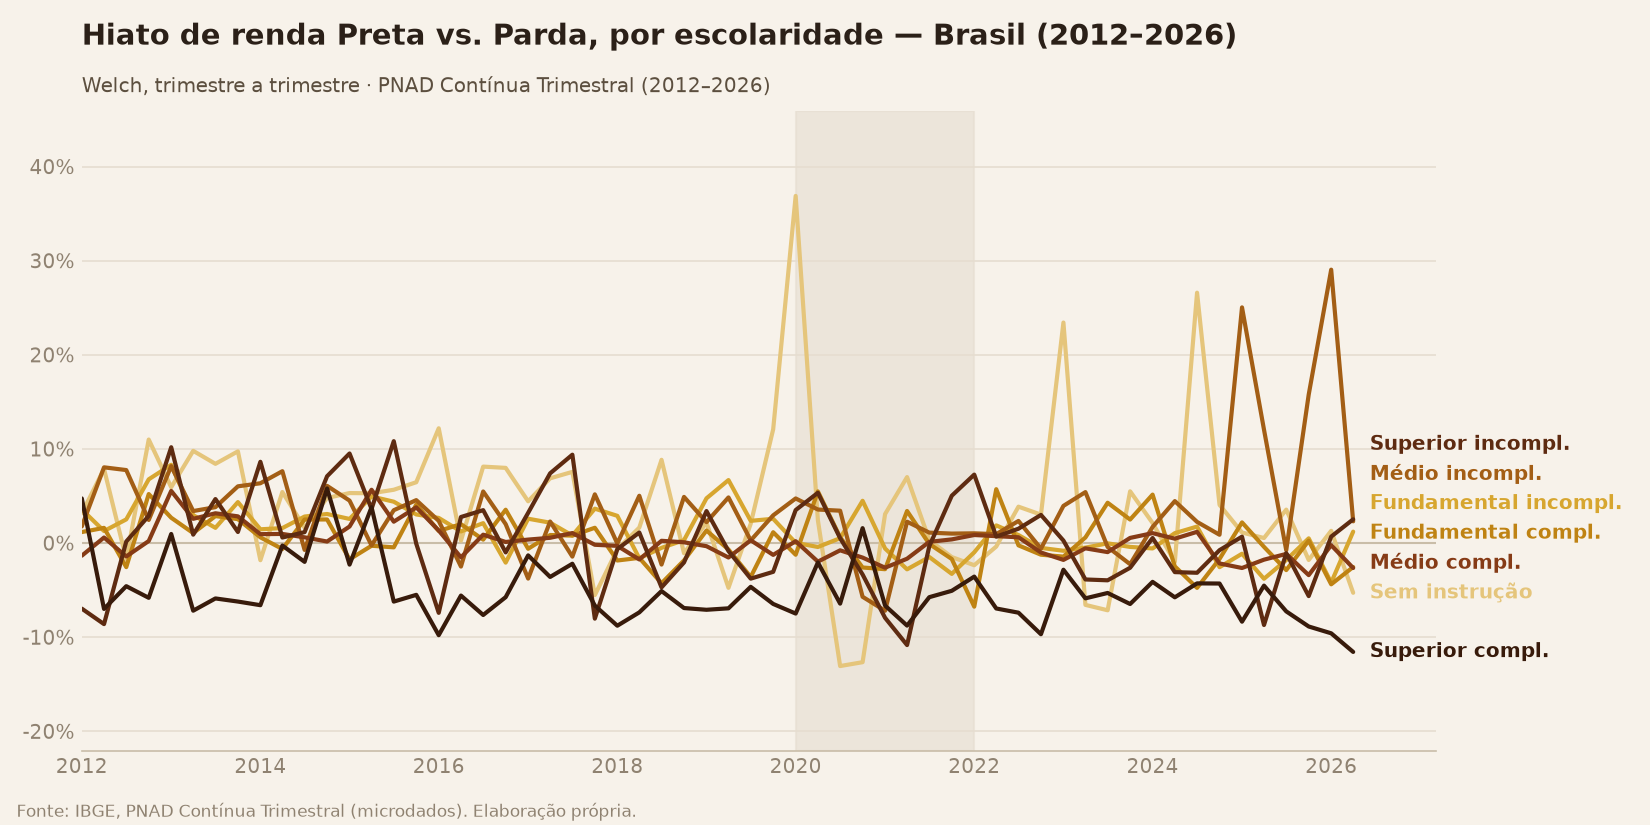 Hiato de renda Preta vs. Parda, por escolaridade — Brasil (2012–2026)
Welch, trimestre a trimestre · PNAD Contínua Trimestral (2012–2026)
40%
30%
20%
10%
0%
-10%
-20%
Superior incompl.
Médio incompl.
Fundamental incompl.
Fundamental compl.
Médio compl.
Sem instrução
Superior compl.
2012 2014 2016 2018 2020 2022 2024 2026
Fonte: IBGE, PNAD Contínua Trimestral (microdados). Elaboração própria.